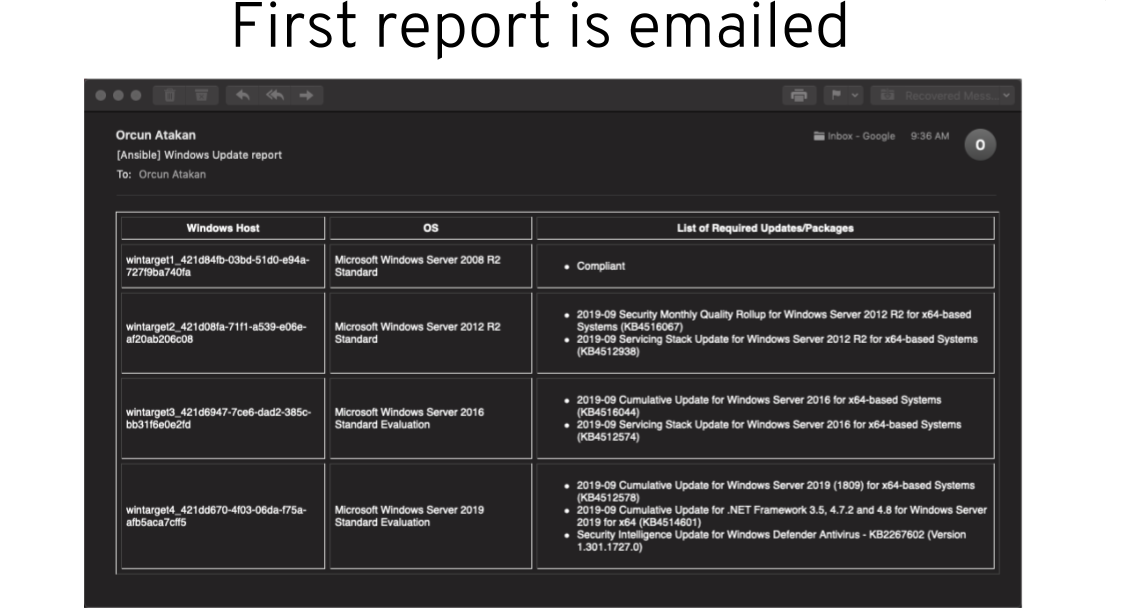 First report is emailed
Recovered Mess...
Orcun Atakan
Inbox - Google 9:36 AM
O
[Ansible] Windows Update report
To: Orcun Atakan
Windows Host
OS
List of Required Updates/Packages
wintarget1_421d84fb-03bd-51d0-e94a-
727f9ba740fa
Microsoft Windows Server 2008 R2
Standard
• Compliant
wintarget2_421d08fa-71f1-a539-e06e-
af20ab206c08
Microsoft Windows Server 2012 R2
Standard
• 2019-09 Security Monthly Quality Rollup for Windows Server 2012 R2 for x64-based
Systems (KB4516067)
• 2019-09 Servicing Stack Update for Windows Server 2012 R2 for x64-based Systems
(KB4512938)
wintarget3_421d6947-7ce6-dad2-385c-
bb31f6e0e2fd
Microsoft Windows Server 2016
Standard Evaluation
• 2019-09 Cumulative Update for Windows Server 2016 for x64-based Systems
(KB4516044)
• 2019-09 Servicing Stack Update for Windows Server 2016 for x64-based Systems
(KB4512574)
wintarget4_421dd670-4f03-06da-f75a-
afb5aca7cff5
Microsoft Windows Server 2019
Standard Evaluation
• 2019-09 Cumulative Update for Windows Server 2019 (1809) for x64-based Systems
(KB4512578)
• 2019-09 Cumulative Update for .NET Framework 3.5, 4.7.2 and 4.8 for Windows Server
2019 for x64 (KB4514601)
• Security Intelligence Update for Windows Defender Antivirus - KB2267602 (Version
1.301.1727.0)